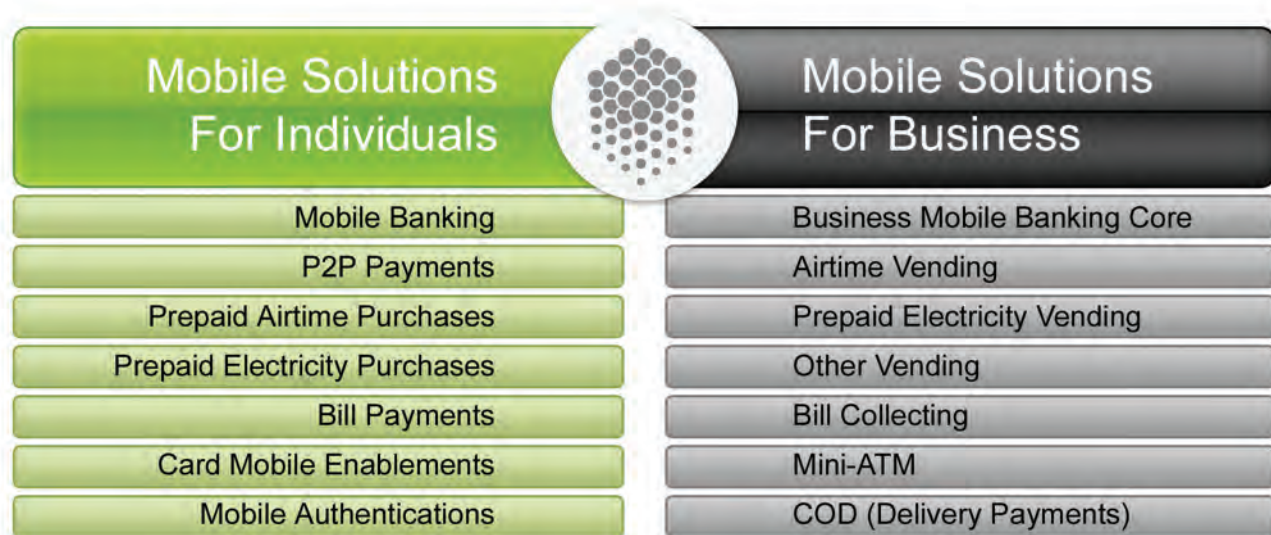 Mobile Solutions
For Individuals
Mobile Banking
P2P Payments
Prepaid Airtime Purchases
Prepaid Electricity Purchases
Bill Payments
Card Mobile Enablements
Mobile Authentications
Mobile Solutions
For Business
Business Mobile Banking Core
Airtime Vending
Prepaid Electricity Vending
Other Vending
Bill Collecting
Mini-ATM
COD (Delivery Payments)